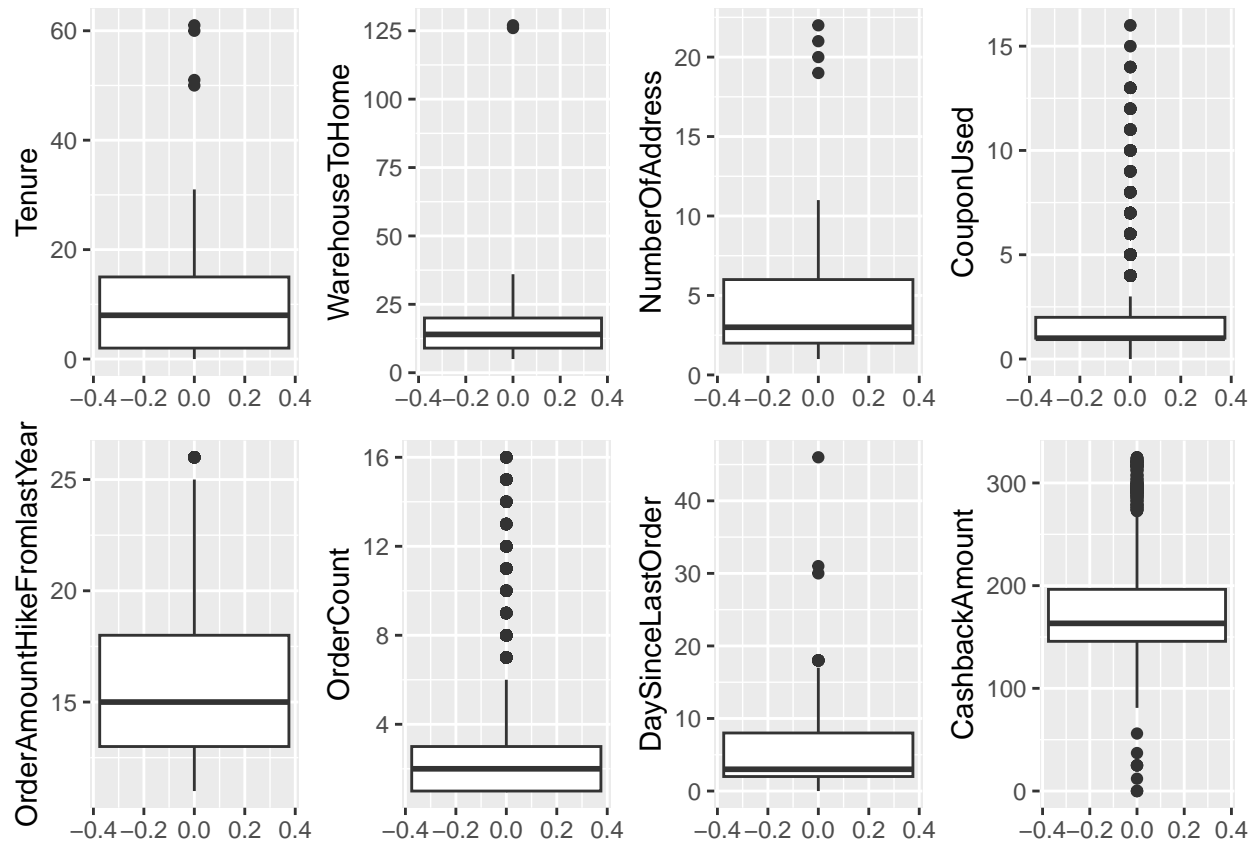 Tenure
60
40
20
0
−0.4 −0.2 0.0 0.2 0.4
WarehouseToHome
125
100
75
50
25
0
−0.4 −0.2 0.0 0.2 0.4
NumberOfAddress
20
15
10
5
0
−0.4 −0.2 0.0 0.2 0.4
CouponUsed
15
10
5
0
−0.4 −0.2 0.0 0.2 0.4
OrderAmountHikeFromlastYear
25
20
15
−0.4 −0.2 0.0 0.2 0.4
OrderCount
16
12
8
4
−0.4 −0.2 0.0 0.2 0.4
DaySinceLastOrder
40
30
20
10
0
−0.4 −0.2 0.0 0.2 0.4
CashbackAmount
300
200
100
0
−0.4 −0.2 0.0 0.2 0.4